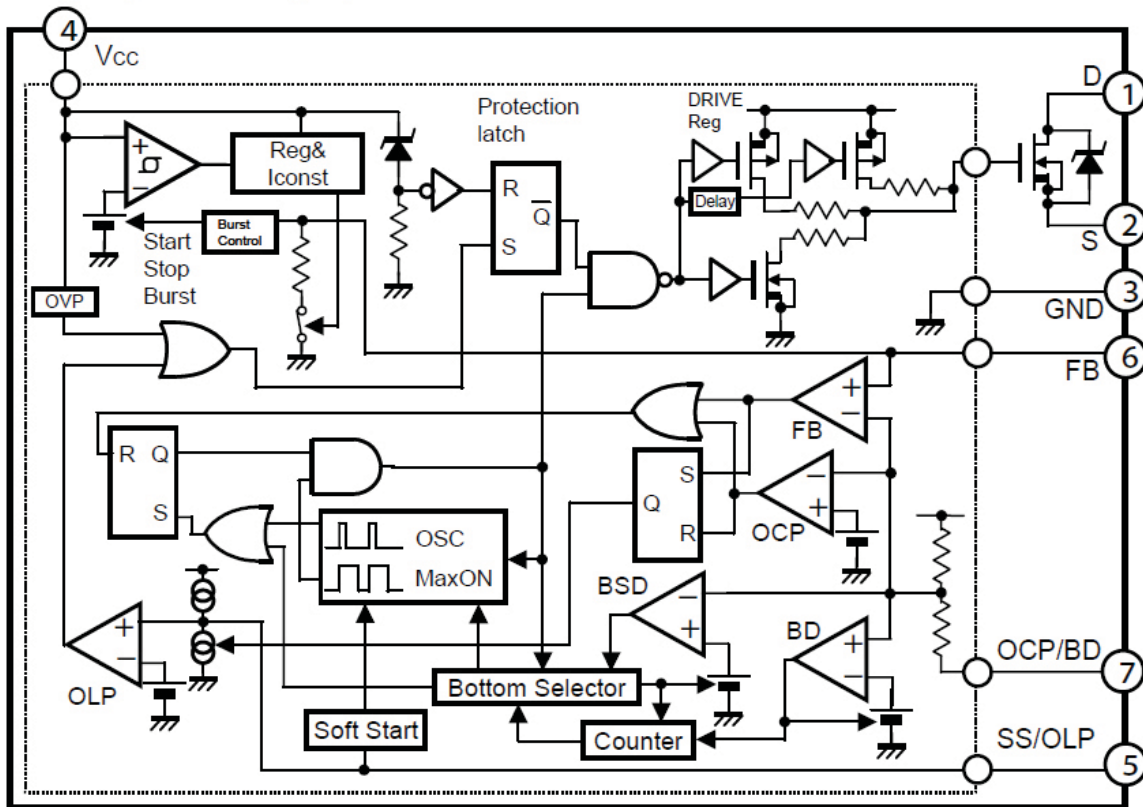 4
Vcc
D
1
DRIVE
Reg
Protection
latch
+
−
Reg&
Iconst
R
Q
S
Delay
2
S
Burst
Control
Start
Stop
Burst
OVP
3
GND
6
FB
+
−
FB
R Q
S
S
Q
R
−
+
OCP
OSC
MaxON
BSD
−
+
BD
+
−
OCP/BD
7
+
−
OLP
Bottom Selector
Soft Start
Counter
SS/OLP
5